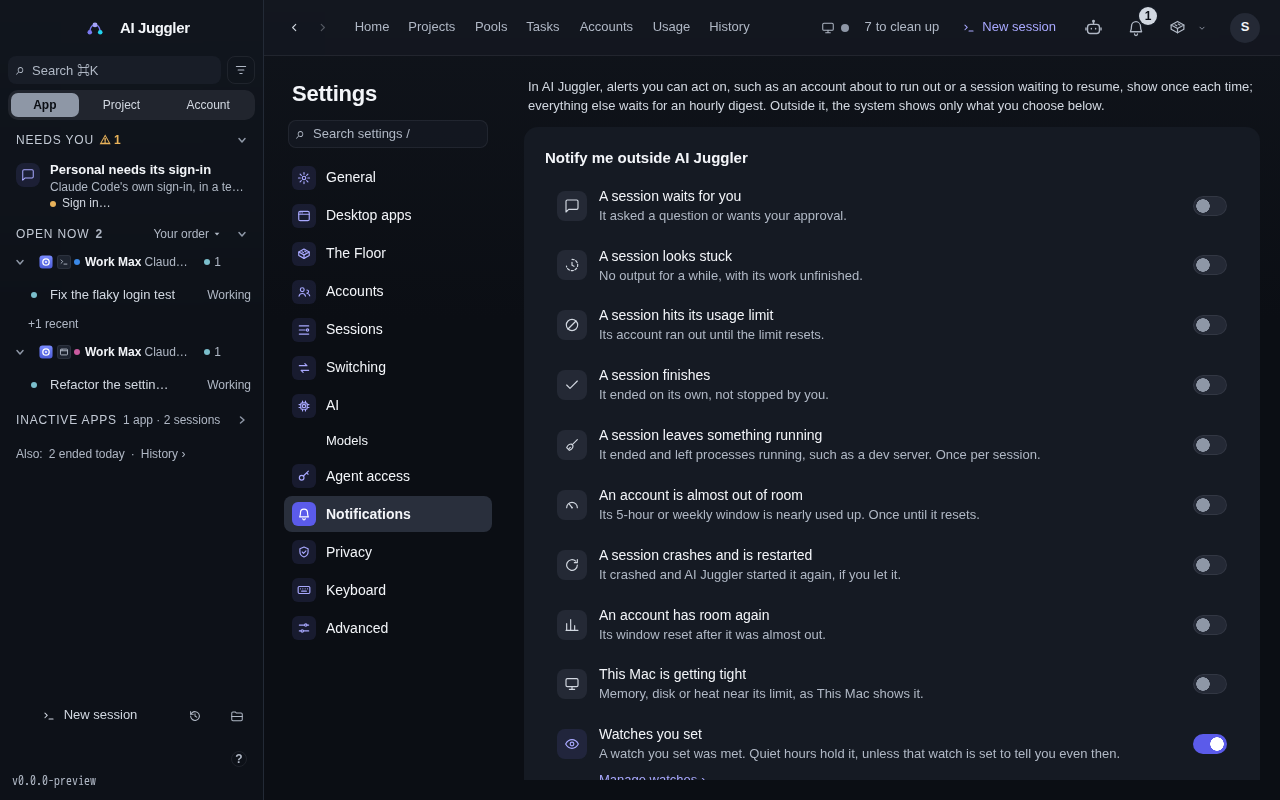 AI Juggler
Search ⌘K
App Project Account
NEEDS YOU 1
Personal needs its sign-in
Claude Code's own sign-in, in a te…
Sign in…
OPEN NOW 2 Your order
Work Max Claud… 1
Fix the flaky login test Working
+1 recent
Work Max Claud… 1
Refactor the settin… Working
INACTIVE APPS 1 app · 2 sessions
Also: 2 ended today · History ›
New session
?
v0.0.0-preview
Home Projects Pools Tasks Accounts Usage History
7 to clean up
New session
1
S
Settings
Search settings /
General
Desktop apps
The Floor
Accounts
Sessions
Switching
AI
Models
Agent access
Notifications
Privacy
Keyboard
Advanced
In AI Juggler, alerts you can act on, such as an account about to run out or a session waiting to resume, show once each time;
everything else waits for an hourly digest. Outside it, the system shows only what you choose below.
Notify me outside AI Juggler
A session waits for you
It asked a question or wants your approval.
A session looks stuck
No output for a while, with its work unfinished.
A session hits its usage limit
Its account ran out until the limit resets.
A session finishes
It ended on its own, not stopped by you.
A session leaves something running
It ended and left processes running, such as a dev server. Once per session.
An account is almost out of room
Its 5-hour or weekly window is nearly used up. Once until it resets.
A session crashes and is restarted
It crashed and AI Juggler started it again, if you let it.
An account has room again
Its window reset after it was almost out.
This Mac is getting tight
Memory, disk or heat near its limit, as This Mac shows it.
Watches you set
A watch you set was met. Quiet hours hold it, unless that watch is set to tell you even then.
Manage watches ›